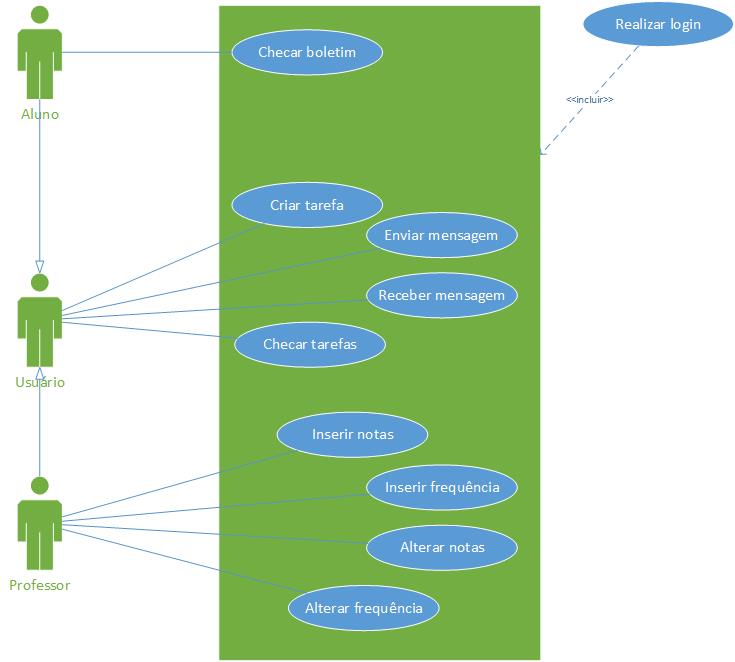 Realizar login
Checar boletim
<<incluir>>
Aluno
Criar tarefa
Enviar mensagem
Receber mensagem
Checar tarefas
Usuário
Inserir notas
Inserir frequência
Alterar notas
Professor
Alterar frequência